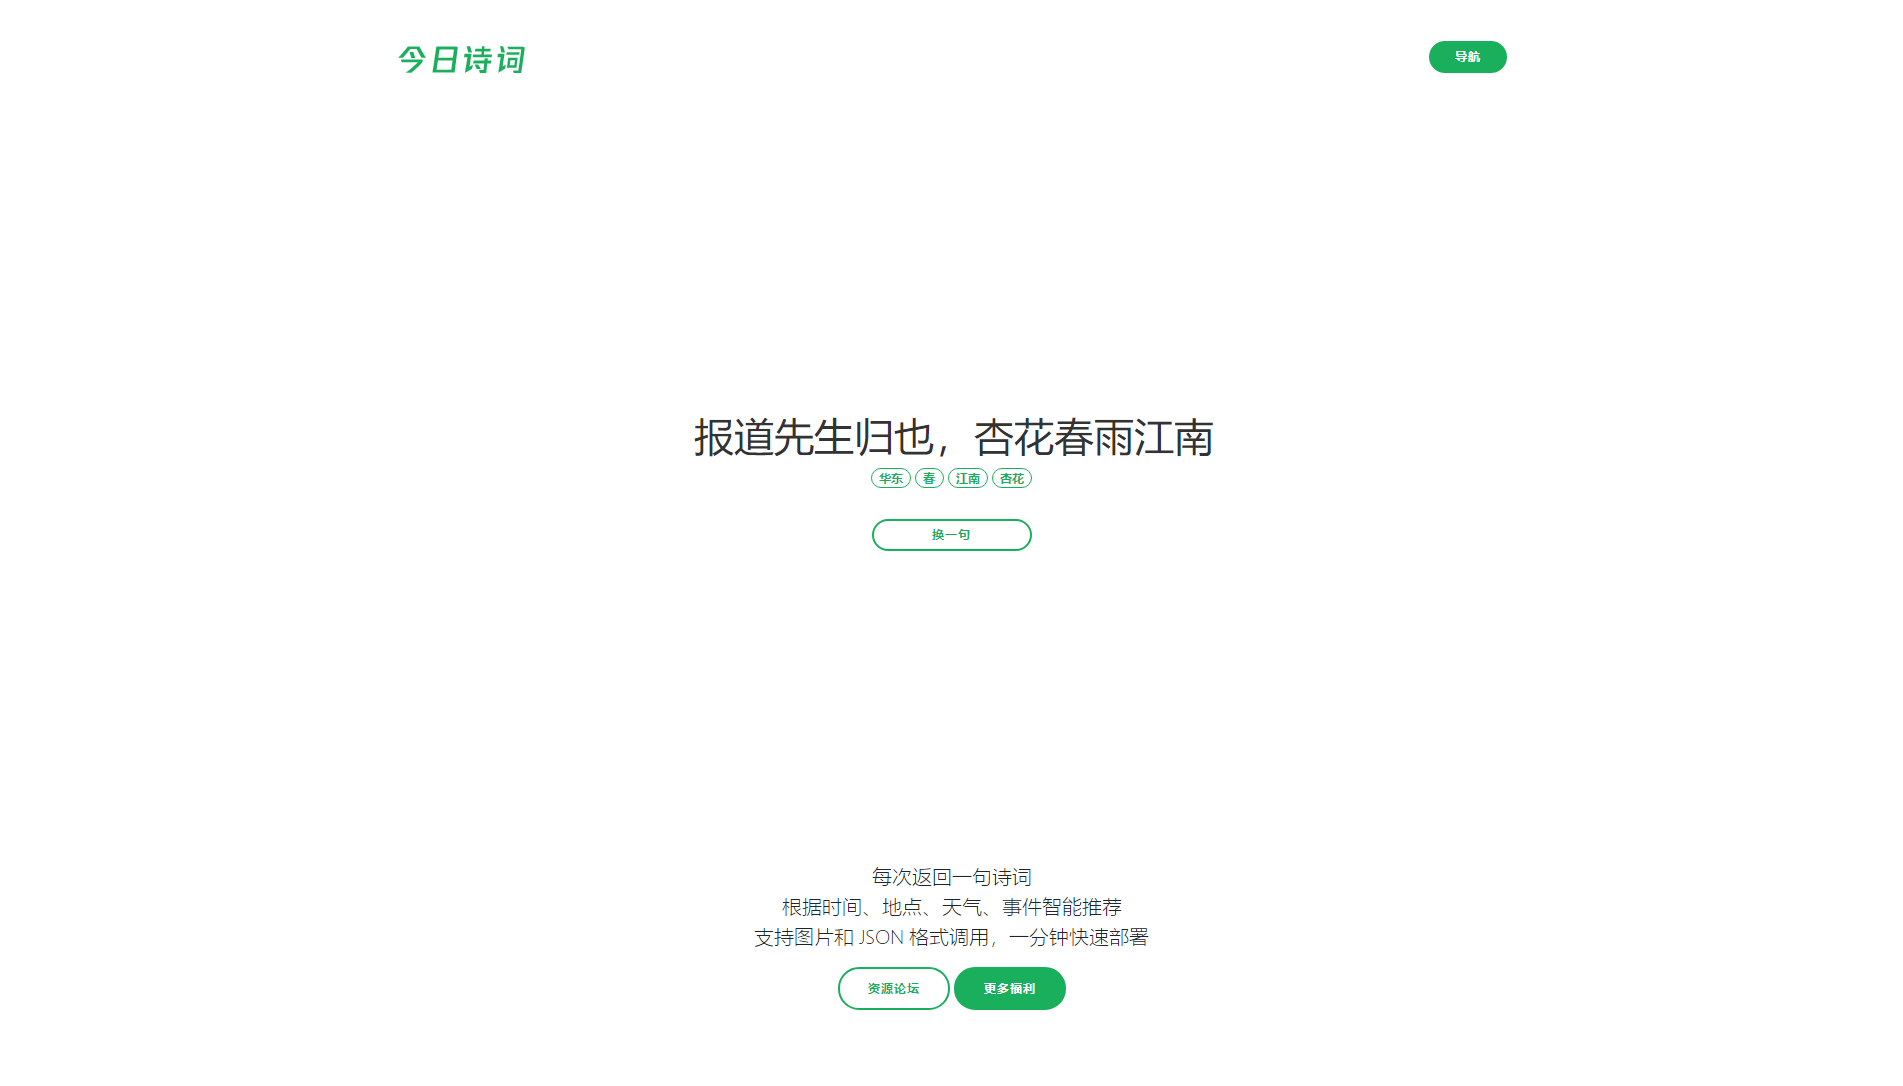 今日诗词
导航
报道先生归也，杏花春雨江南
华东 春 江南 杏花
换一句
每次返回一句诗词
根据时间、地点、天气、事件智能推荐
支持图片和 JSON 格式调用，一分钟快速部署
资源论坛 更多福利